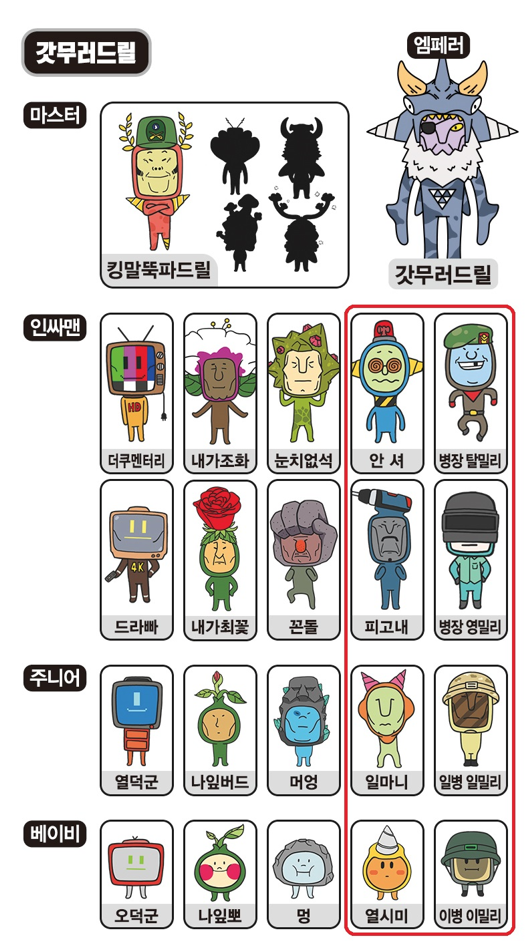 갓무러드릴
엠페러
마스터
킹말뚝파드릴
갓무러드릴
인싸맨
HD
더쿠멘터리
내가조화
눈치없석
안 셔
병장 탈밀리
4K
드라빠
내가최꽃
꼰돌
피고내
병장 영밀리
주니어
열덕군
나잎버드
머엉
일마니
일병 일밀리
베이비
오덕군
나잎뽀
멍
열시미
이병 이밀리